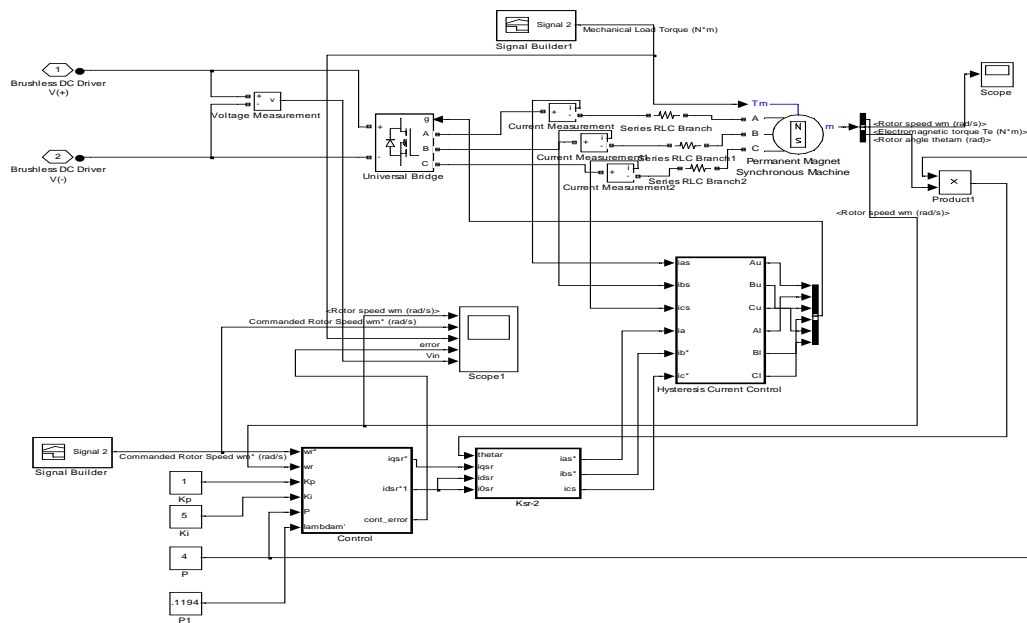 Signal 2
Mechanical Load Torque (N*m)
Signal Builder1
1
Brushless DC Driver
V(+)
Scope
+
-
v
Voltage Measurement
g
+
-
A
B
C
Universal Bridge
+
-
i
Current Measurement
Series RLC Branch
+
-
i
Current Measurement1
Series RLC Branch1
+
-
i
Current Measurement2
Series RLC Branch2
Tm
A
B
C
N
S
m
Permanent Magnet
Synchronous Machine
<Rotor speed wm (rad/s)>
<Electromagnetic torque Te (N*m)>
<Rotor angle thetam (rad)>
2
Brushless DC Driver
V(-)
×
Product1
<Rotor speed wm (rad/s)>
ias
ibs
ics
ia
ib*
ic*
Au
Bu
Cu
Al
Bl
Cl
Hysteresis Current Control
<Rotor speed wm (rad/s)>
Commanded Rotor Speed wm* (rad/s)
error
Vin
Scope1
Signal 2
Signal Builder
Commanded Rotor Speed wm* (rad/s)
wr*
wr
Kp
Ki
P
lambdam'
iqsr*
idsr*1
cont_error
Control
thetar
iqsr
idsr
i0sr
ias*
ibs*
ics
Ksr-2
1
Kp
5
Ki
4
P
.1194
P1